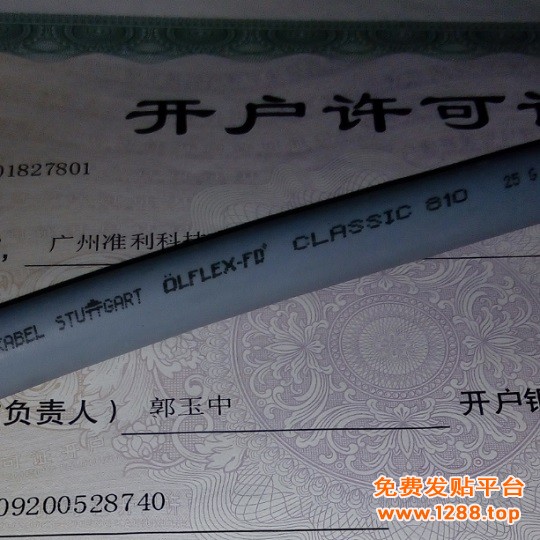 开户许可
01827801
广州准利科技
KABEL STUTTGART ÖLFLEX-FD® CLASSIC 810 25 G
负责人） 郭玉中 开户银
09200528740
免费发贴平台
www.1288.top